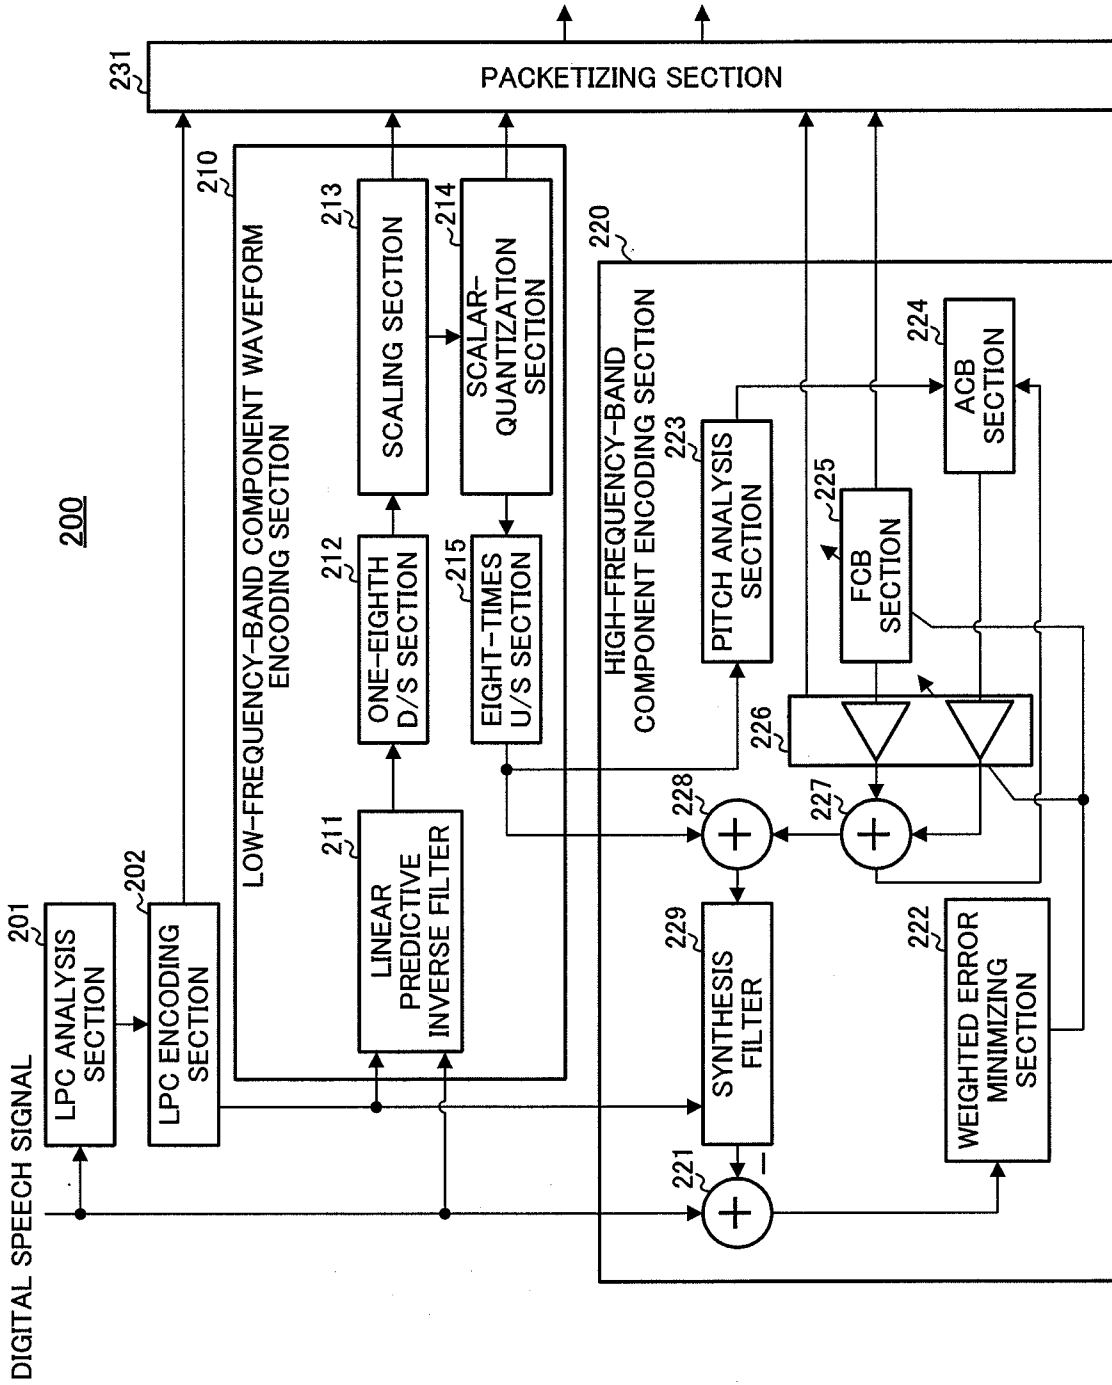 200
DIGITAL SPEECH SIGNAL
201
LPC ANALYSIS
SECTION
202
LPC ENCODING
SECTION
210
LOW-FREQUENCY-BAND COMPONENT WAVEFORM
ENCODING SECTION
211
LINEAR
PREDICTIVE
INVERSE FILTER
212
ONE-EIGHTH
D/S SECTION
213
SCALING SECTION
214
SCALAR-
QUANTIZATION
SECTION
215
EIGHT-TIMES
U/S SECTION
220
HIGH-FREQUENCY-BAND
COMPONENT ENCODING SECTION
221
+
−
229
SYNTHESIS
FILTER
228
+
223
PITCH ANALYSIS
SECTION
227
+
226
225
FCB
SECTION
224
ACB
SECTION
222
WEIGHTED ERROR
MINIMIZING
SECTION
231
PACKETIZING SECTION